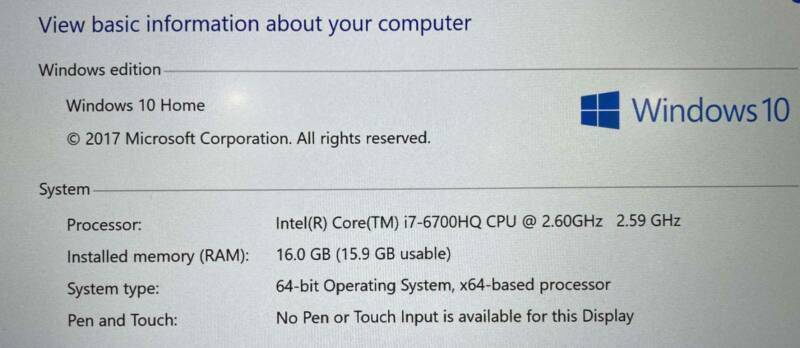 View basic information about your computer
Windows edition
Windows 10 Home
© 2017 Microsoft Corporation. All rights reserved.
Windows 10
System
Processor: Intel(R) Core(TM) i7-6700HQ CPU @ 2.60GHz 2.59 GHz
Installed memory (RAM): 16.0 GB (15.9 GB usable)
System type: 64-bit Operating System, x64-based processor
Pen and Touch: No Pen or Touch Input is available for this Display